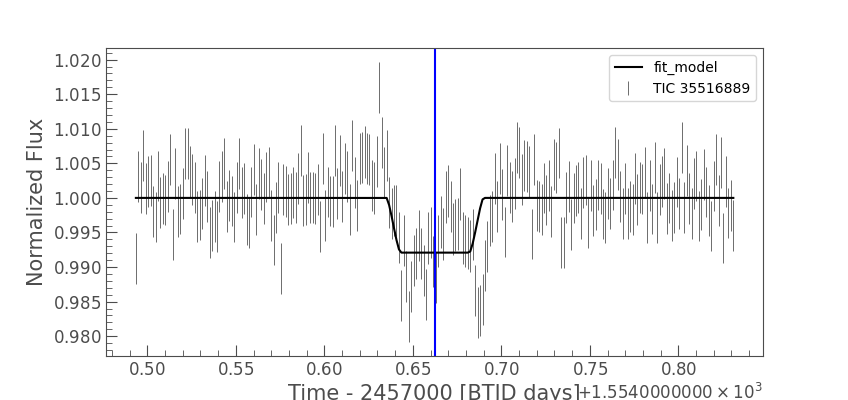 fit_model
TIC 35516889
Normalized Flux
1.020
1.015
1.010
1.005
1.000
0.995
0.990
0.985
0.980
0.50 0.55 0.60 0.65 0.70 0.75 0.80
Time - 2457000 [BTJD days]
+1.5540000000 × 10³